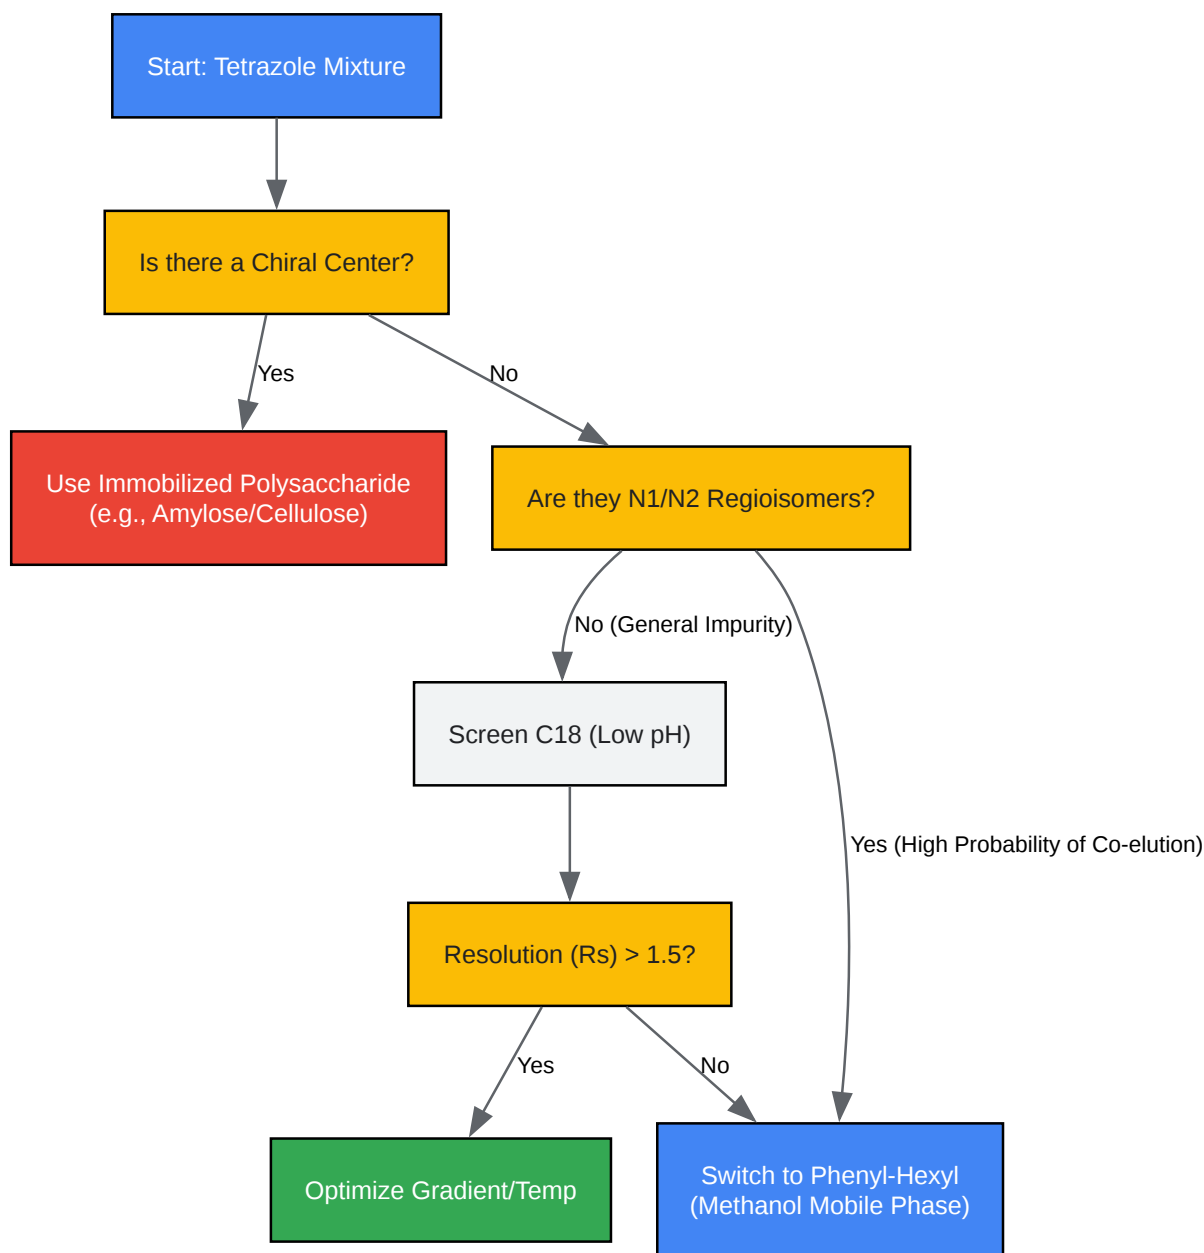 Start: Tetrazole Mixture
Is there a Chiral Center?
Yes
No
Use Immobilized Polysaccharide
(e.g., Amylose/Cellulose)
Are they N1/N2 Regioisomers?
No (General Impurity)
Screen C18 (Low pH)
Yes (High Probability of Co-elution)
Resolution (Rs) > 1.5?
Yes
No
Optimize Gradient/Temp
Switch to Phenyl-Hexyl
(Methanol Mobile Phase)